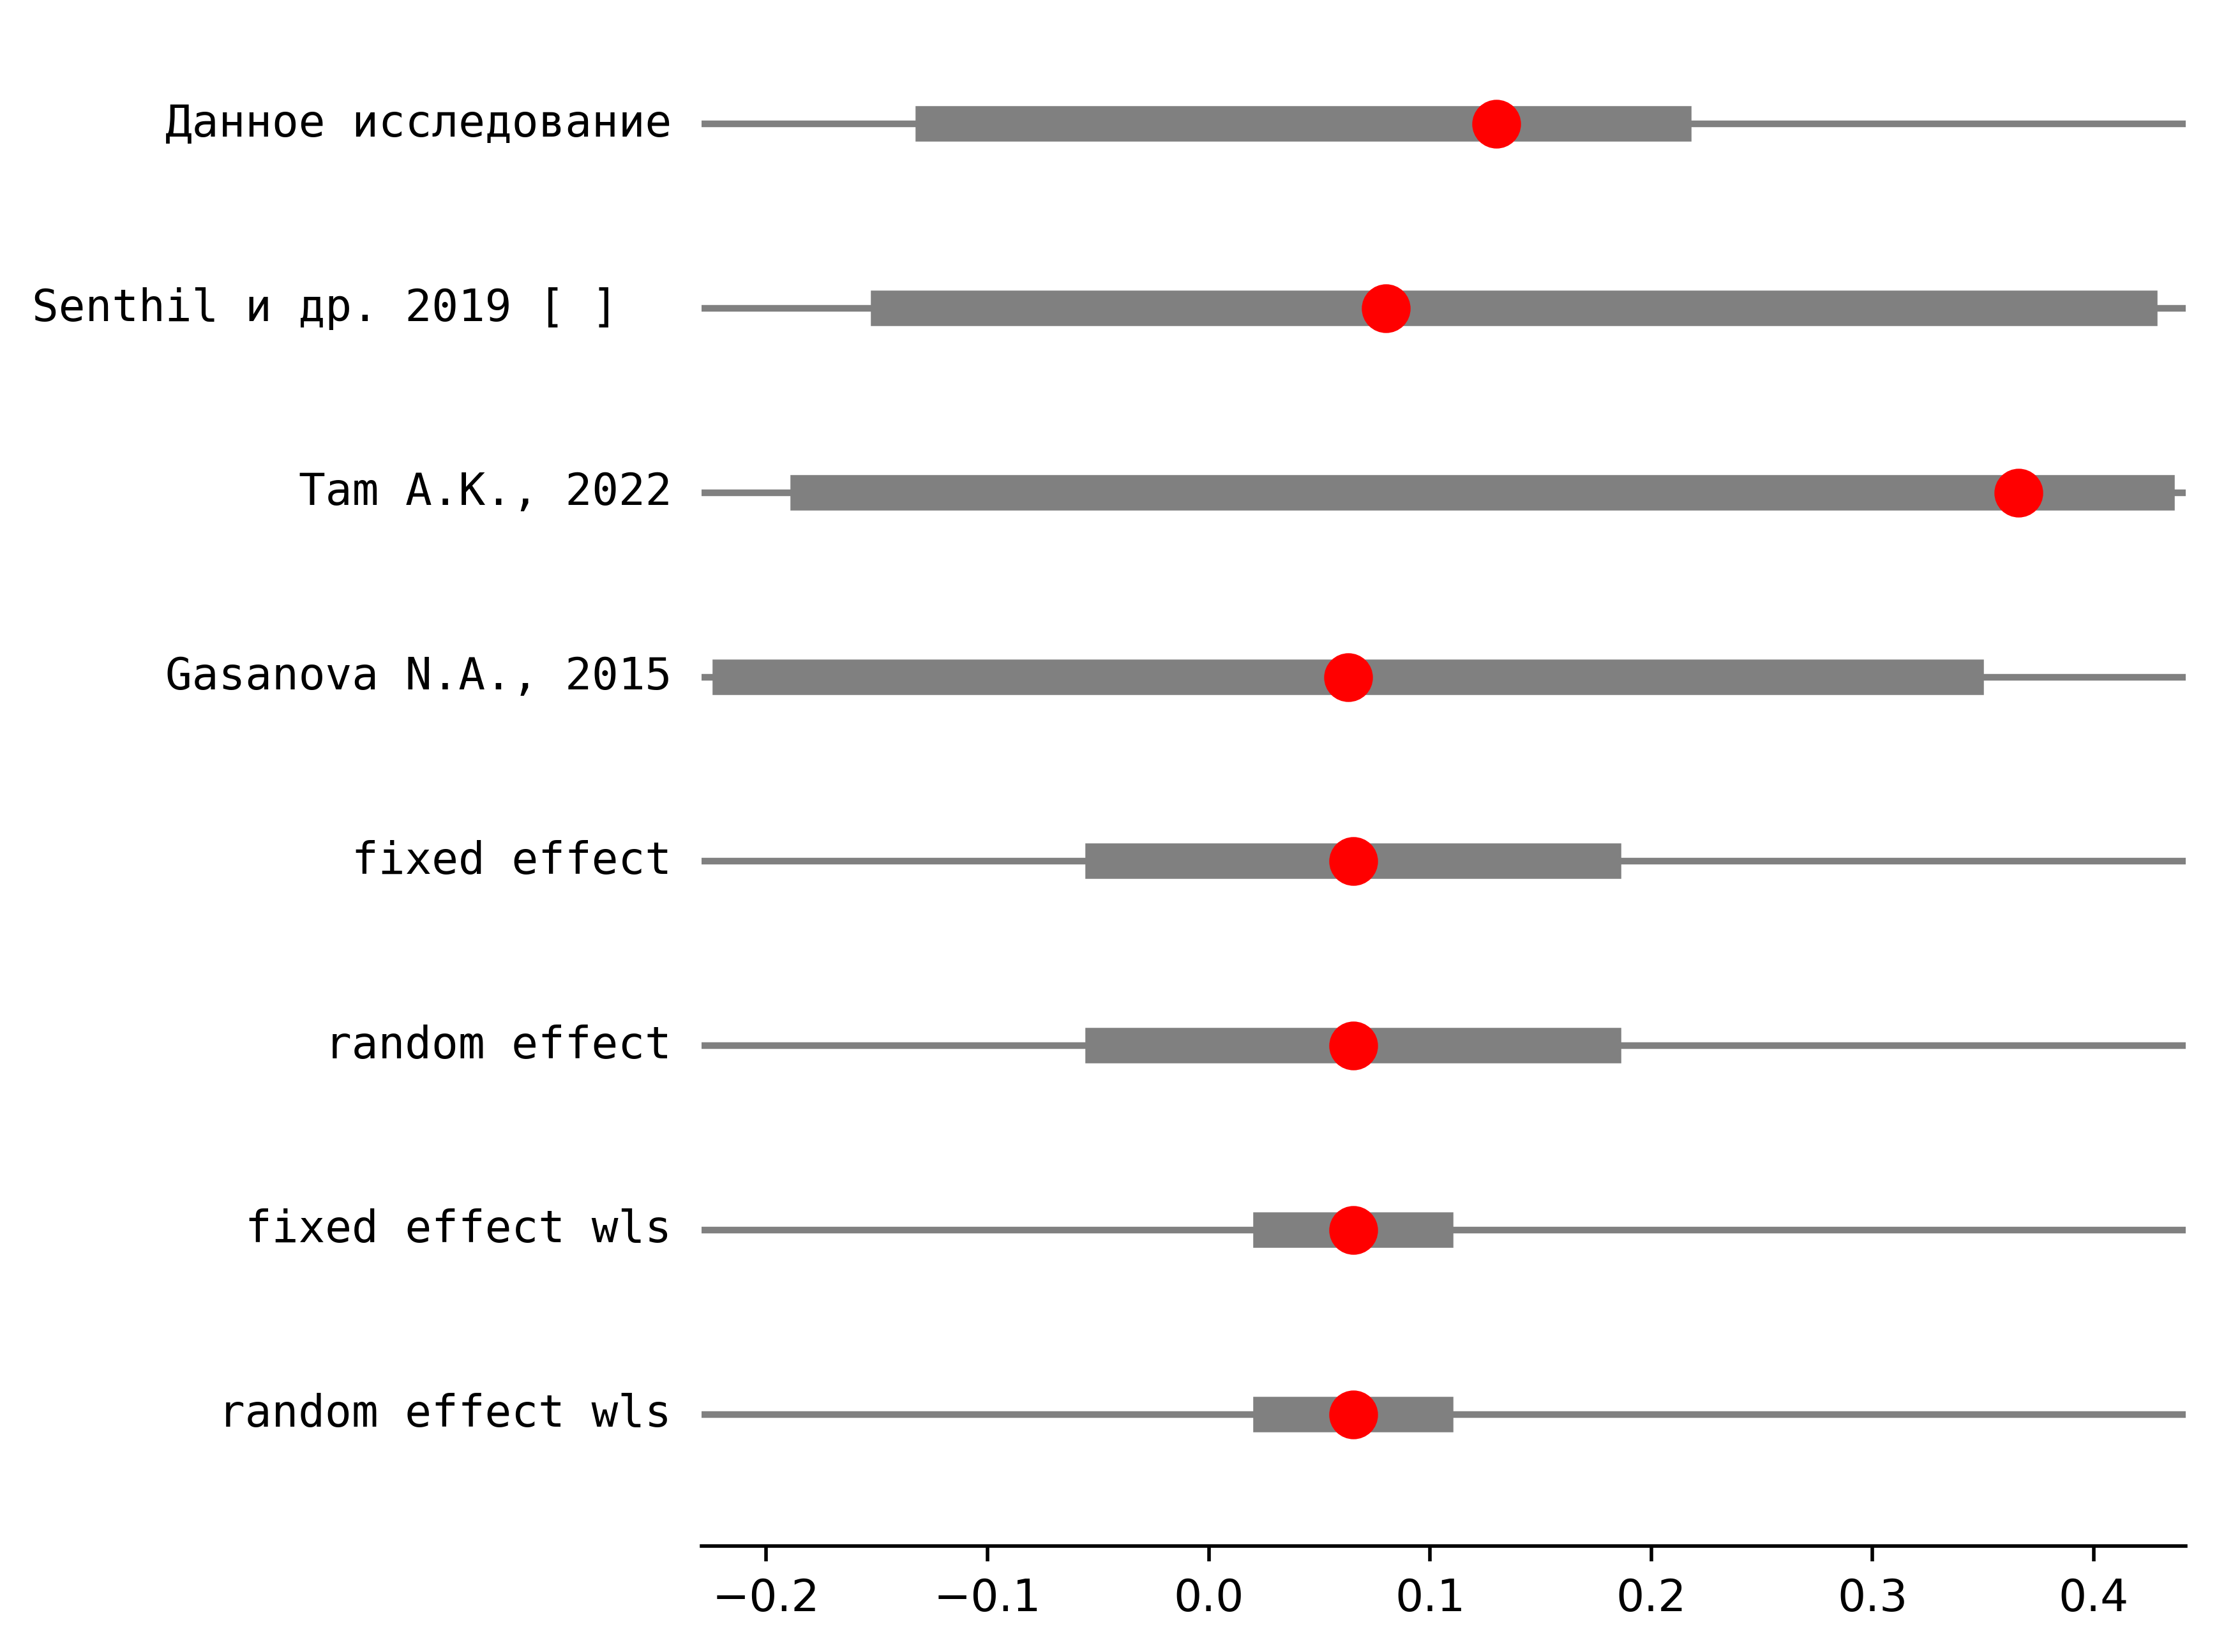 Данное исследование
Senthil и др. 2019 [ ]
Tam A.K., 2022
Gasanova N.A., 2015
fixed effect
random effect
fixed effect wls
random effect wls
−0.2 −0.1 0.0 0.1 0.2 0.3 0.4